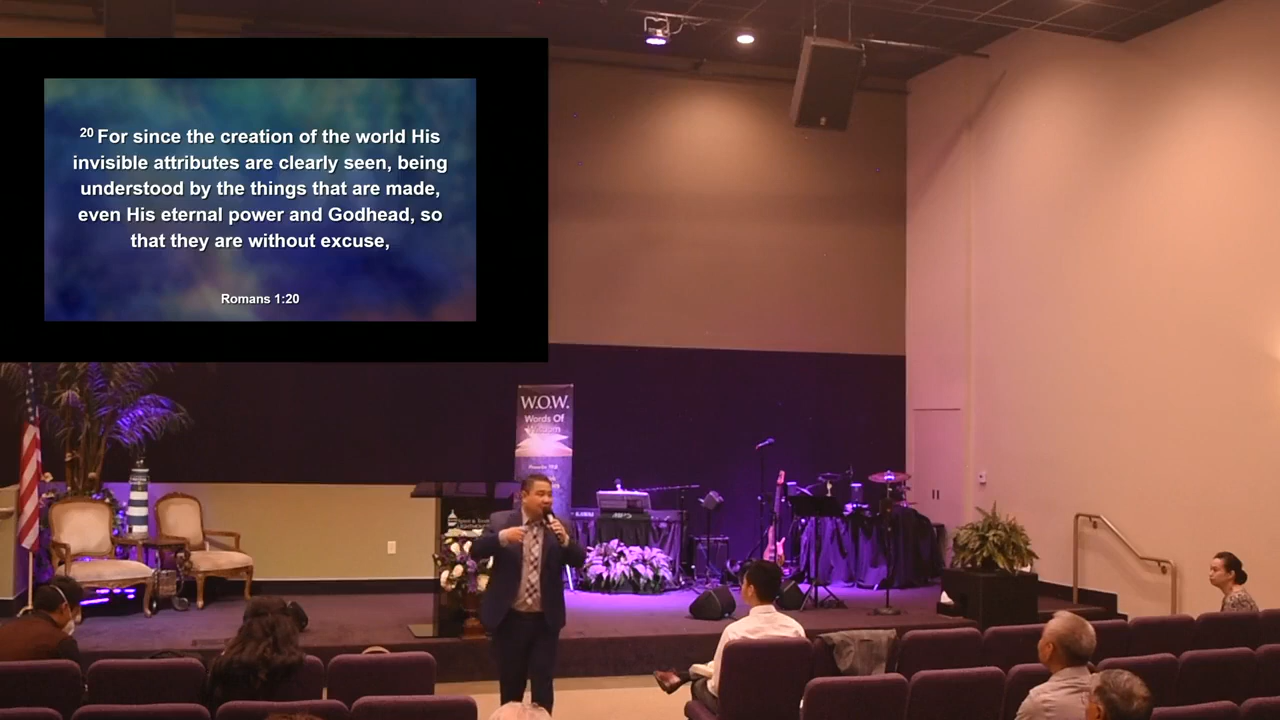 20 For since the creation of the world His
invisible attributes are clearly seen, being
understood by the things that are made,
even His eternal power and Godhead, so
that they are without excuse,
Romans 1:20
W.O.W.
Words Of
Wisdom